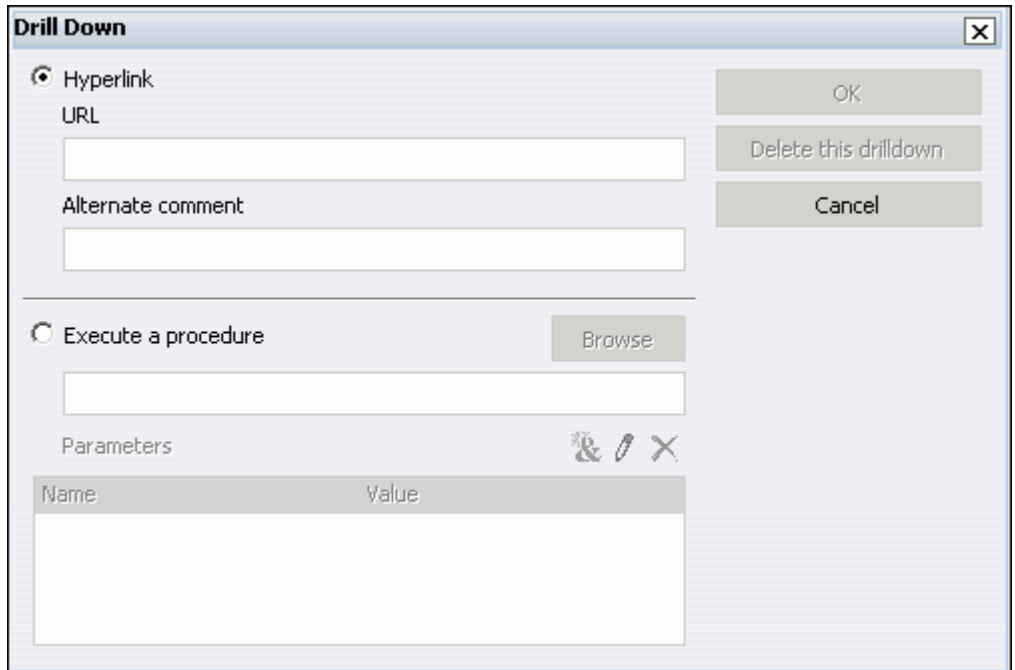 Drill Down
Hyperlink
URL
Alternate comment
OK
Delete this drilldown
Cancel
Execute a procedure
Browse
Parameters
Name Value